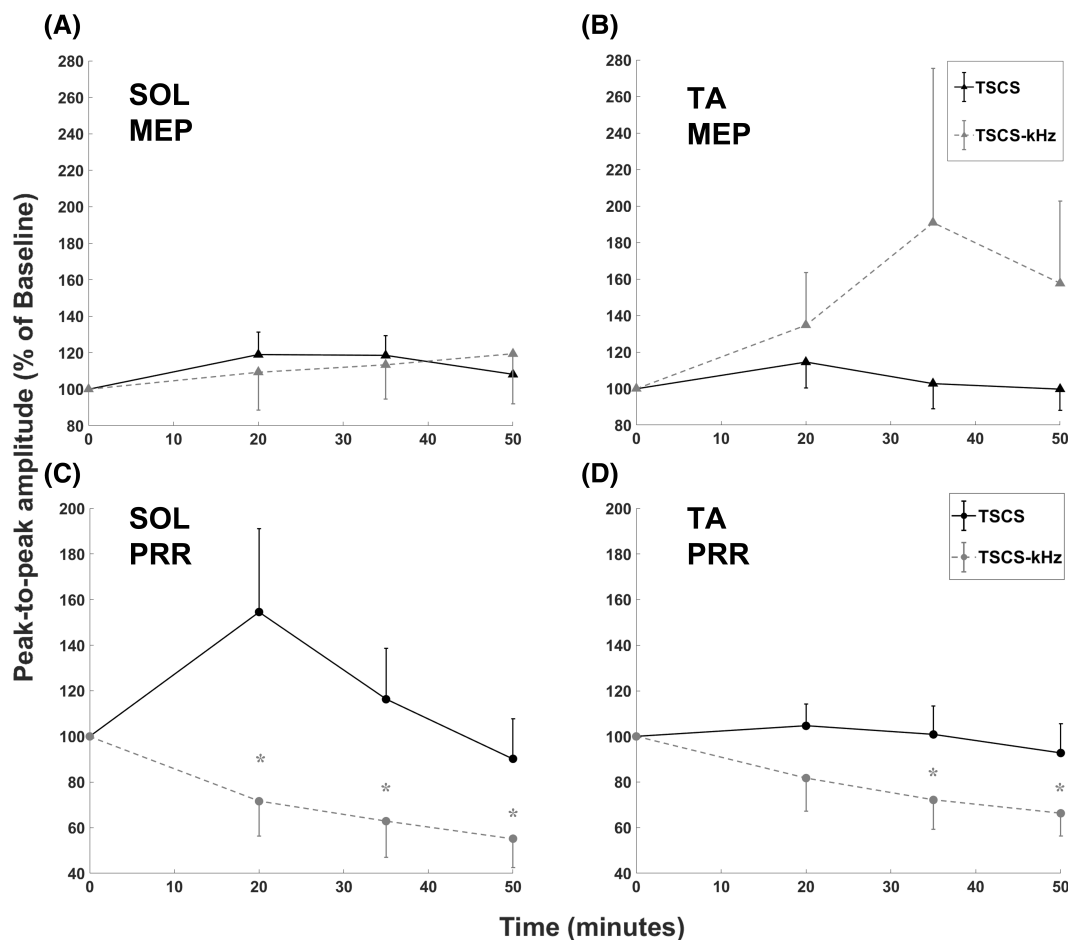 (A)
SOL
MEP
280
260
240
220
200
180
160
140
120
100
80
0 10 20 30 40 50
(B)
TA
MEP
TSCS
TSCS-kHz
280
260
240
220
200
180
160
140
120
100
80
0 10 20 30 40 50
Peak-to-peak amplitude (% of Baseline)
(C)
SOL
PRR
200
180
160
140
120
100
80
60
40
* * *
0 10 20 30 40 50
(D)
TA
PRR
TSCS
TSCS-kHz
200
180
160
140
120
100
80
60
40
* *
0 10 20 30 40 50
Time (minutes)